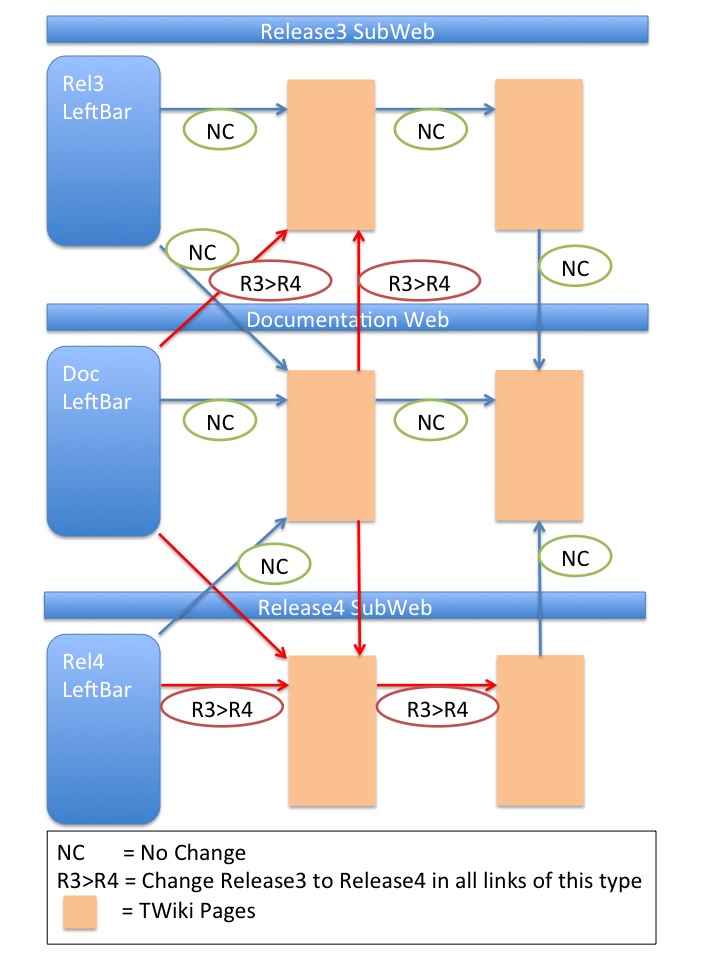 Release3 SubWeb
Rel3
LeftBar
NC
NC
NC
R3>R4
R3>R4
NC
Documentation Web
Doc
LeftBar
NC
NC
NC
NC
Release4 SubWeb
Rel4
LeftBar
R3>R4
R3>R4
NC = No Change
R3>R4 = Change Release3 to Release4 in all links of this type
= TWiki Pages